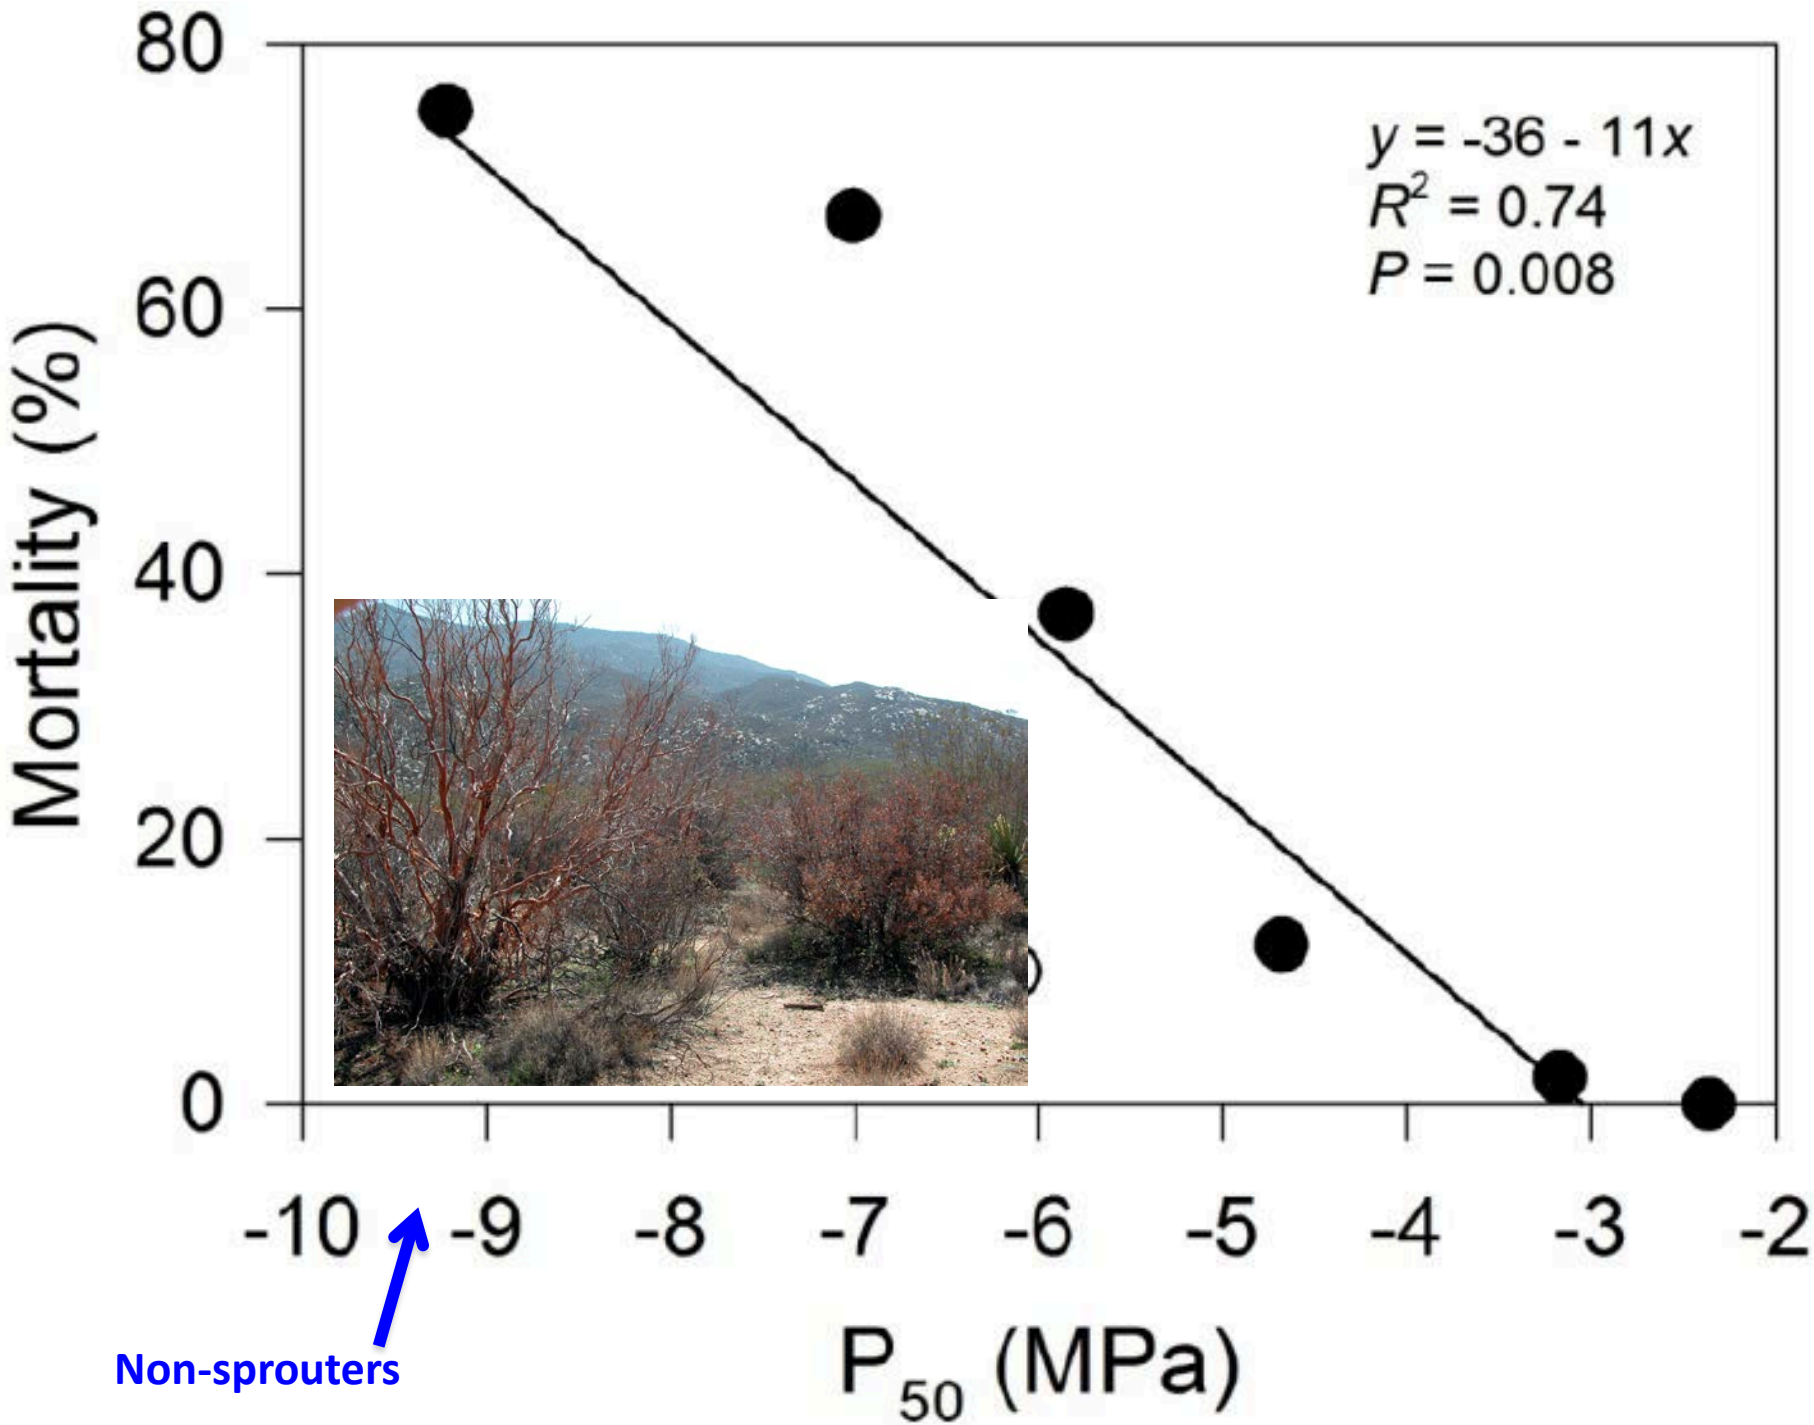 80
60
40
20
0
Mortality (%)
y = -36 - 11x
R² = 0.74
P = 0.008
-10 -9 -8 -7 -6 -5 -4 -3 -2
P₅₀ (MPa)
Non-sprouters